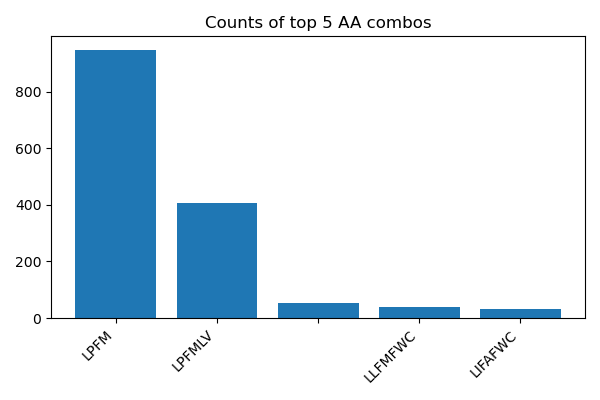 Counts of top 5 AA combos
800
600
400
200
0
LPFM
LPFMLV
LLFMFWC
LIFAFWC